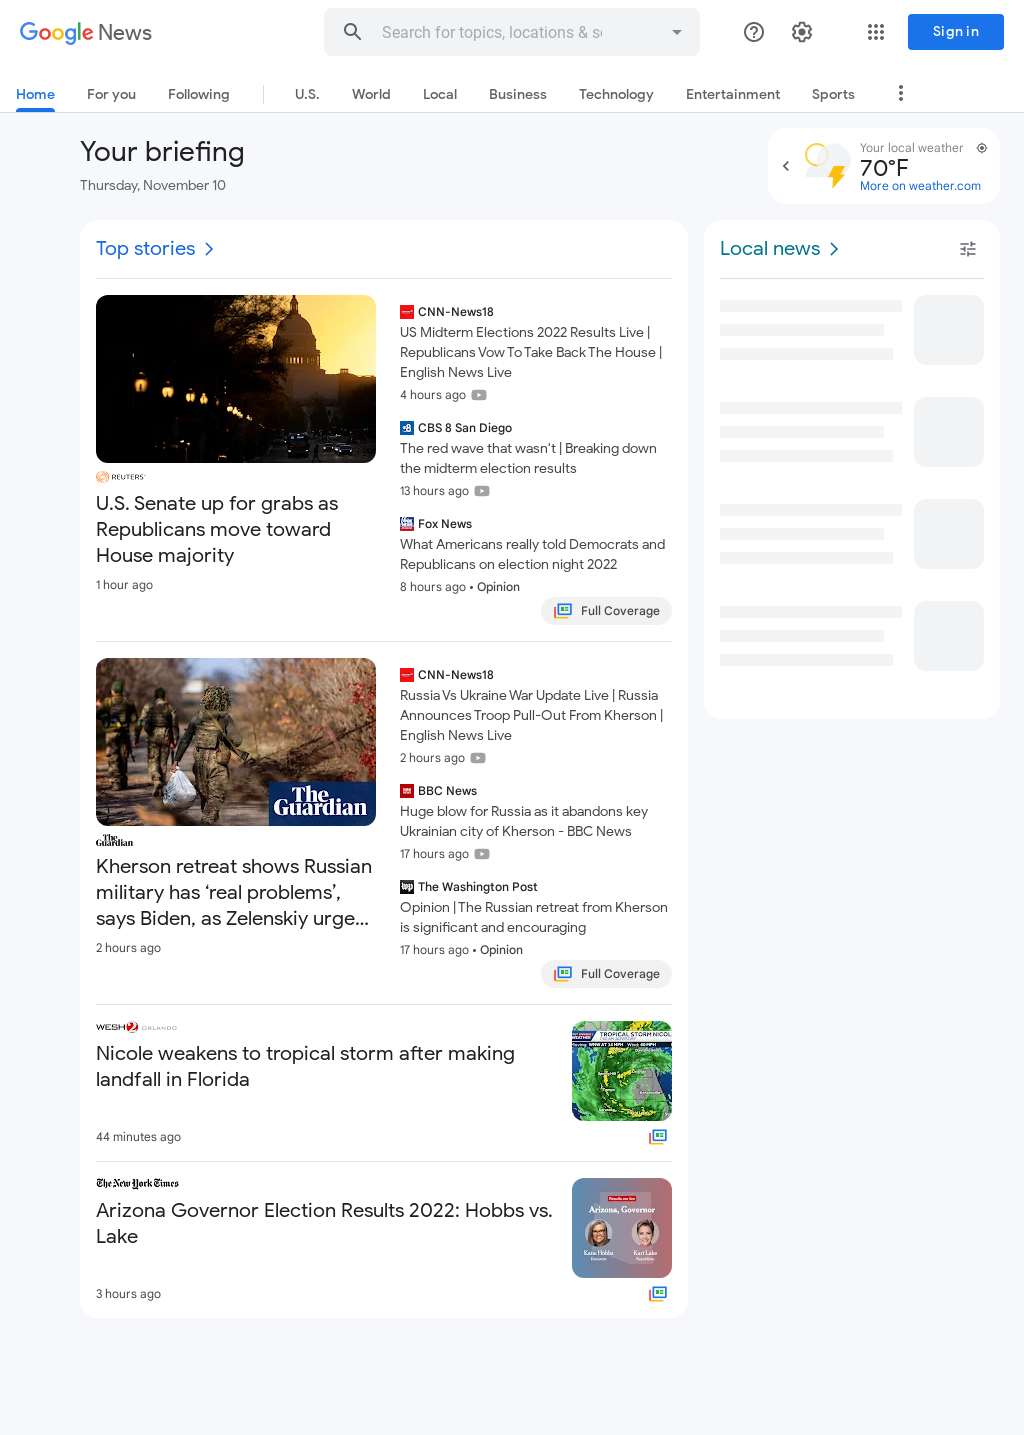 Google News
Search for topics, locations & so
Sign in
Home
For you
Following
U.S.
World
Local
Business
Technology
Entertainment
Sports
Your briefing
Thursday, November 10
Your local weather
70°F
More on weather.com
Top stories
REUTERS
U.S. Senate up for grabs as
Republicans move toward
House majority
1 hour ago
CNN-News18
US Midterm Elections 2022 Results Live |
Republicans Vow To Take Back The House |
English News Live
4 hours ago
CBS 8 San Diego
The red wave that wasn't | Breaking down
the midterm election results
13 hours ago
Fox News
What Americans really told Democrats and
Republicans on election night 2022
8 hours ago • Opinion
Full Coverage
The
Guardian
The
Guardian
Kherson retreat shows Russian
military has ‘real problems’,
says Biden, as Zelenskiy urge...
2 hours ago
CNN-News18
Russia Vs Ukraine War Update Live | Russia
Announces Troop Pull-Out From Kherson |
English News Live
2 hours ago
BBC News
Huge blow for Russia as it abandons key
Ukrainian city of Kherson - BBC News
17 hours ago
The Washington Post
Opinion | The Russian retreat from Kherson
is significant and encouraging
17 hours ago • Opinion
Full Coverage
WESH 2 ORLANDO
Nicole weakens to tropical storm after making
landfall in Florida
44 minutes ago
TROPICAL STORM NICOL
The New York Times
Arizona Governor Election Results 2022: Hobbs vs.
Lake
3 hours ago
Results are live
Arizona, Governor
Katie Hobbs
Democrat
Kari Lake
Republican
Local news